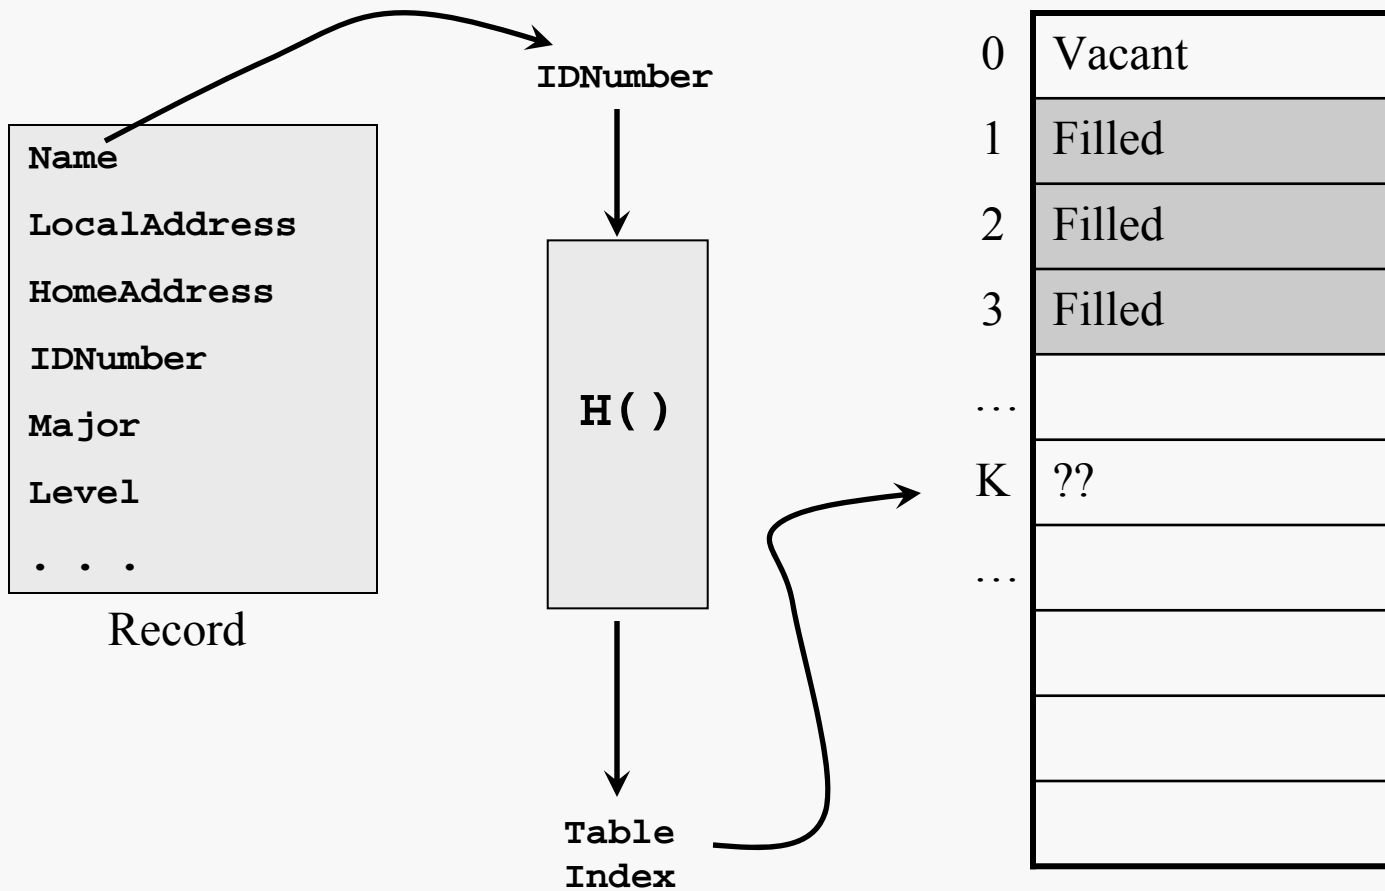 Name
LocalAddress
HomeAddress
IDNumber
Major
Level
. . .
Record
IDNumber
H()
Table
Index
0 Vacant
1 Filled
2 Filled
3 Filled
...
K ??
...